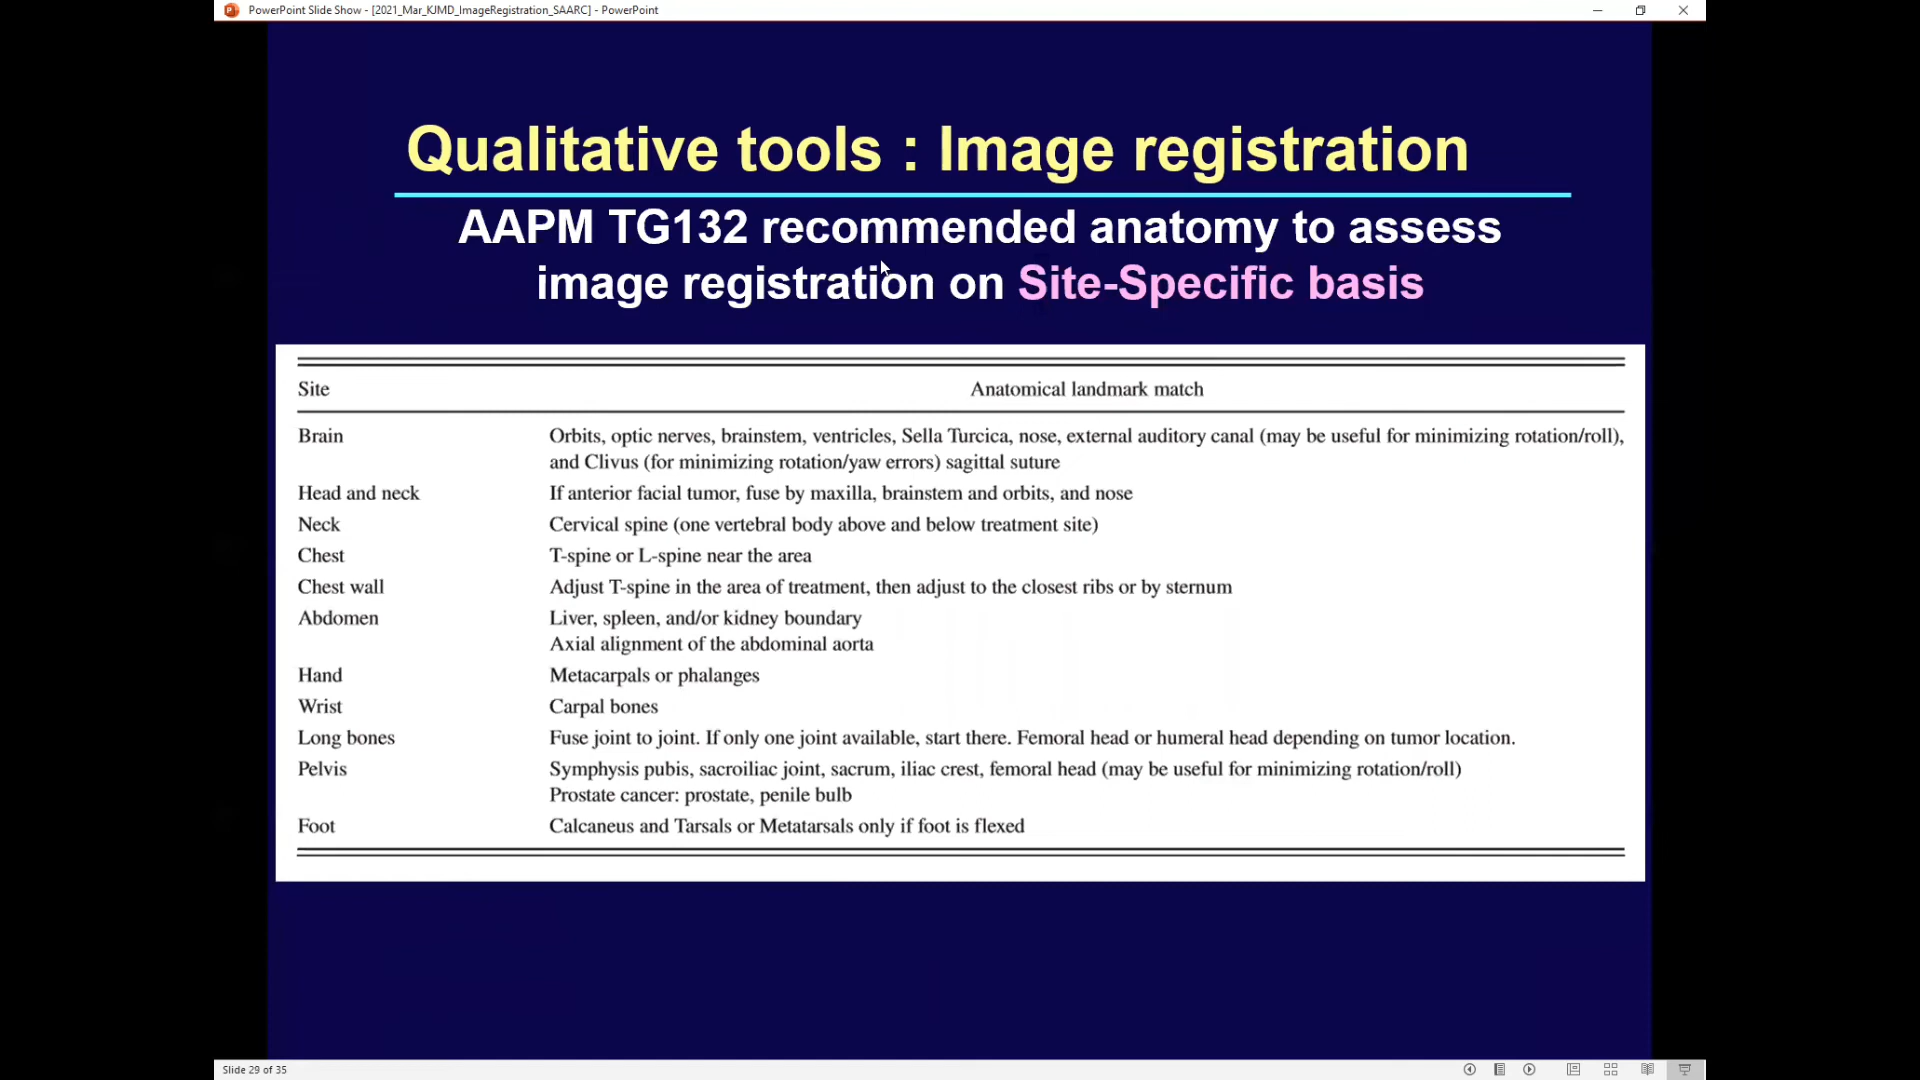 PowerPoint Slide Show - [2021_Mar_KJMD_ImageRegistration_SAARC] - PowerPoint
Qualitative tools : Image registration
AAPM TG132 recommended anatomy to assess
image registration on Site-Specific basis
Site Anatomical landmark match
Brain Orbits, optic nerves, brainstem, ventricles, Sella Turcica, nose, external auditory canal (may be useful for minimizing rotation/roll),
and Clivus (for minimizing rotation/yaw errors) sagittal suture
Head and neck If anterior facial tumor, fuse by maxilla, brainstem and orbits, and nose
Neck Cervical spine (one vertebral body above and below treatment site)
Chest T-spine or L-spine near the area
Chest wall Adjust T-spine in the area of treatment, then adjust to the closest ribs or by sternum
Abdomen Liver, spleen, and/or kidney boundary
Axial alignment of the abdominal aorta
Hand Metacarpals or phalanges
Wrist Carpal bones
Long bones Fuse joint to joint. If only one joint available, start there. Femoral head or humeral head depending on tumor location.
Pelvis Symphysis pubis, sacroiliac joint, sacrum, iliac crest, femoral head (may be useful for minimizing rotation/roll)
Prostate cancer: prostate, penile bulb
Foot Calcaneus and Tarsals or Metatarsals only if foot is flexed
Slide 29 of 35